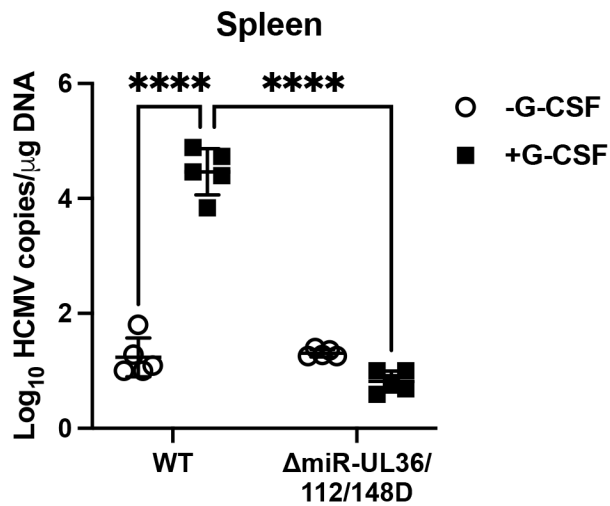 Spleen
**** ****
Log10 HCMV copies/μg DNA
6
4
2
0
-G-CSF
+G-CSF
WT
ΔmiR-UL36/
112/148D